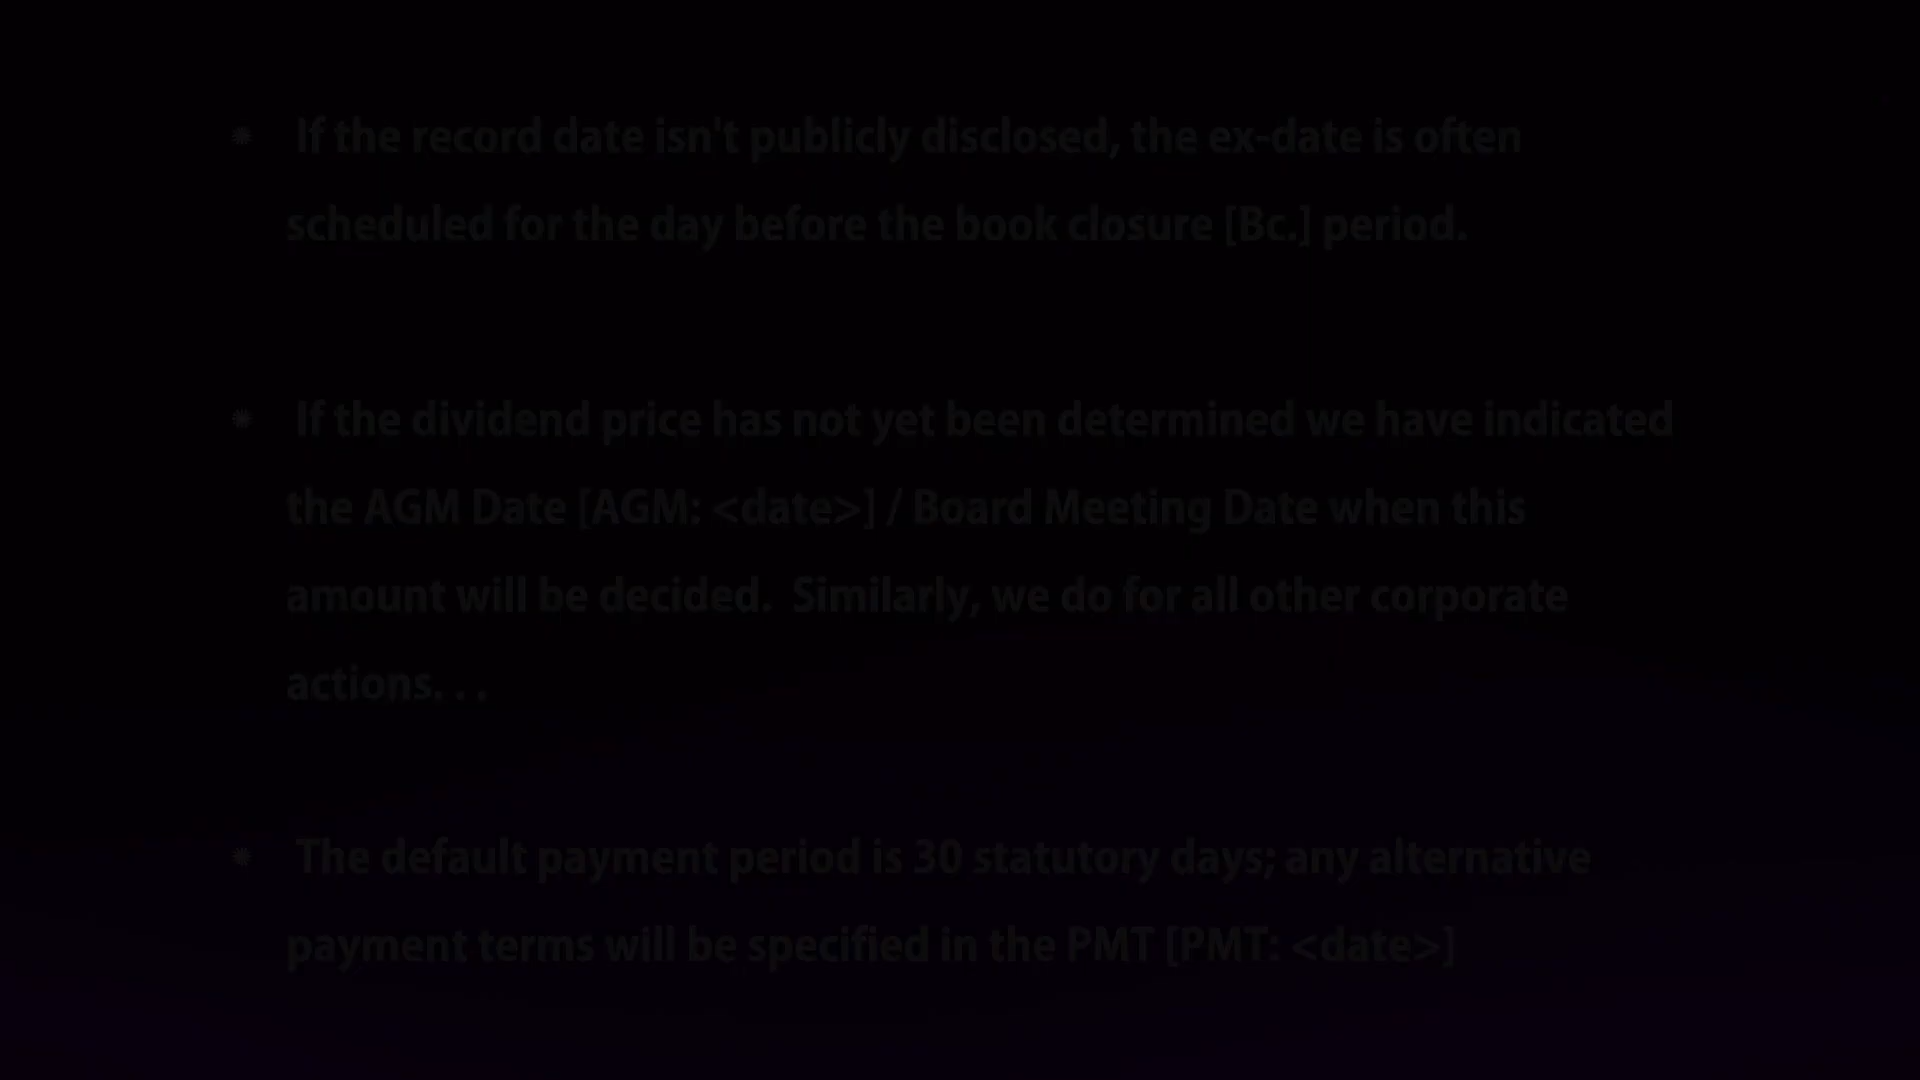 * If the record date isn't publicly disclosed, the ex-date is often
scheduled for the day before the book closure [Bc.] period.
* If the dividend price has not yet been determined we have indicated
the AGM Date [AGM: <date>] / Board Meeting Date when this
amount will be decided.  Similarly, we do for all other corporate
actions. . .
* The default payment period is 30 statutory days; any alternative
payment terms will be specified in the PMT [PMT: <date>]